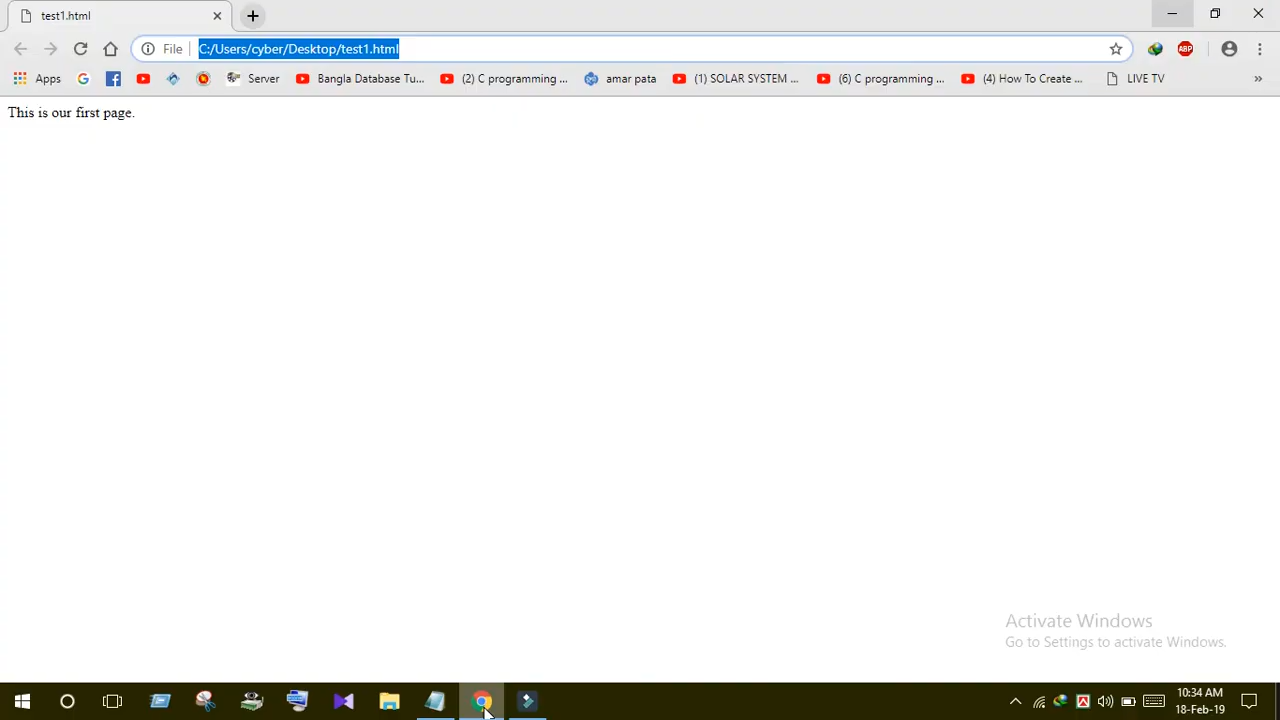 test1.html
File
C:/Users/cyber/Desktop/test1.html
ABP
Apps
Server
Bangla Database Tu...
(2) C programming ...
amar pata
(1) SOLAR SYSTEM ...
(6) C programming ...
(4) How To Create ...
LIVE TV
This is our first page.
Activate Windows
Go to Settings to activate Windows.
10:34 AM
18-Feb-19